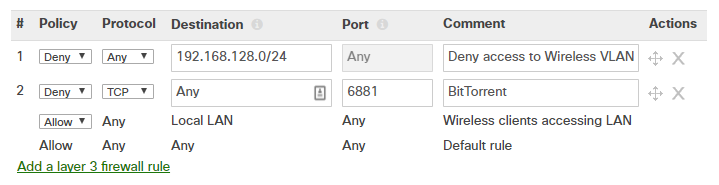 # Policy Protocol Destination Port Comment Actions
1 Deny Any 192.168.128.0/24 Any Deny access to Wireless VLAN
2 Deny TCP Any 6881 BitTorrent
Allow Any Local LAN Any Wireless clients accessing LAN
Allow Any Any Any Default rule
Add a layer 3 firewall rule